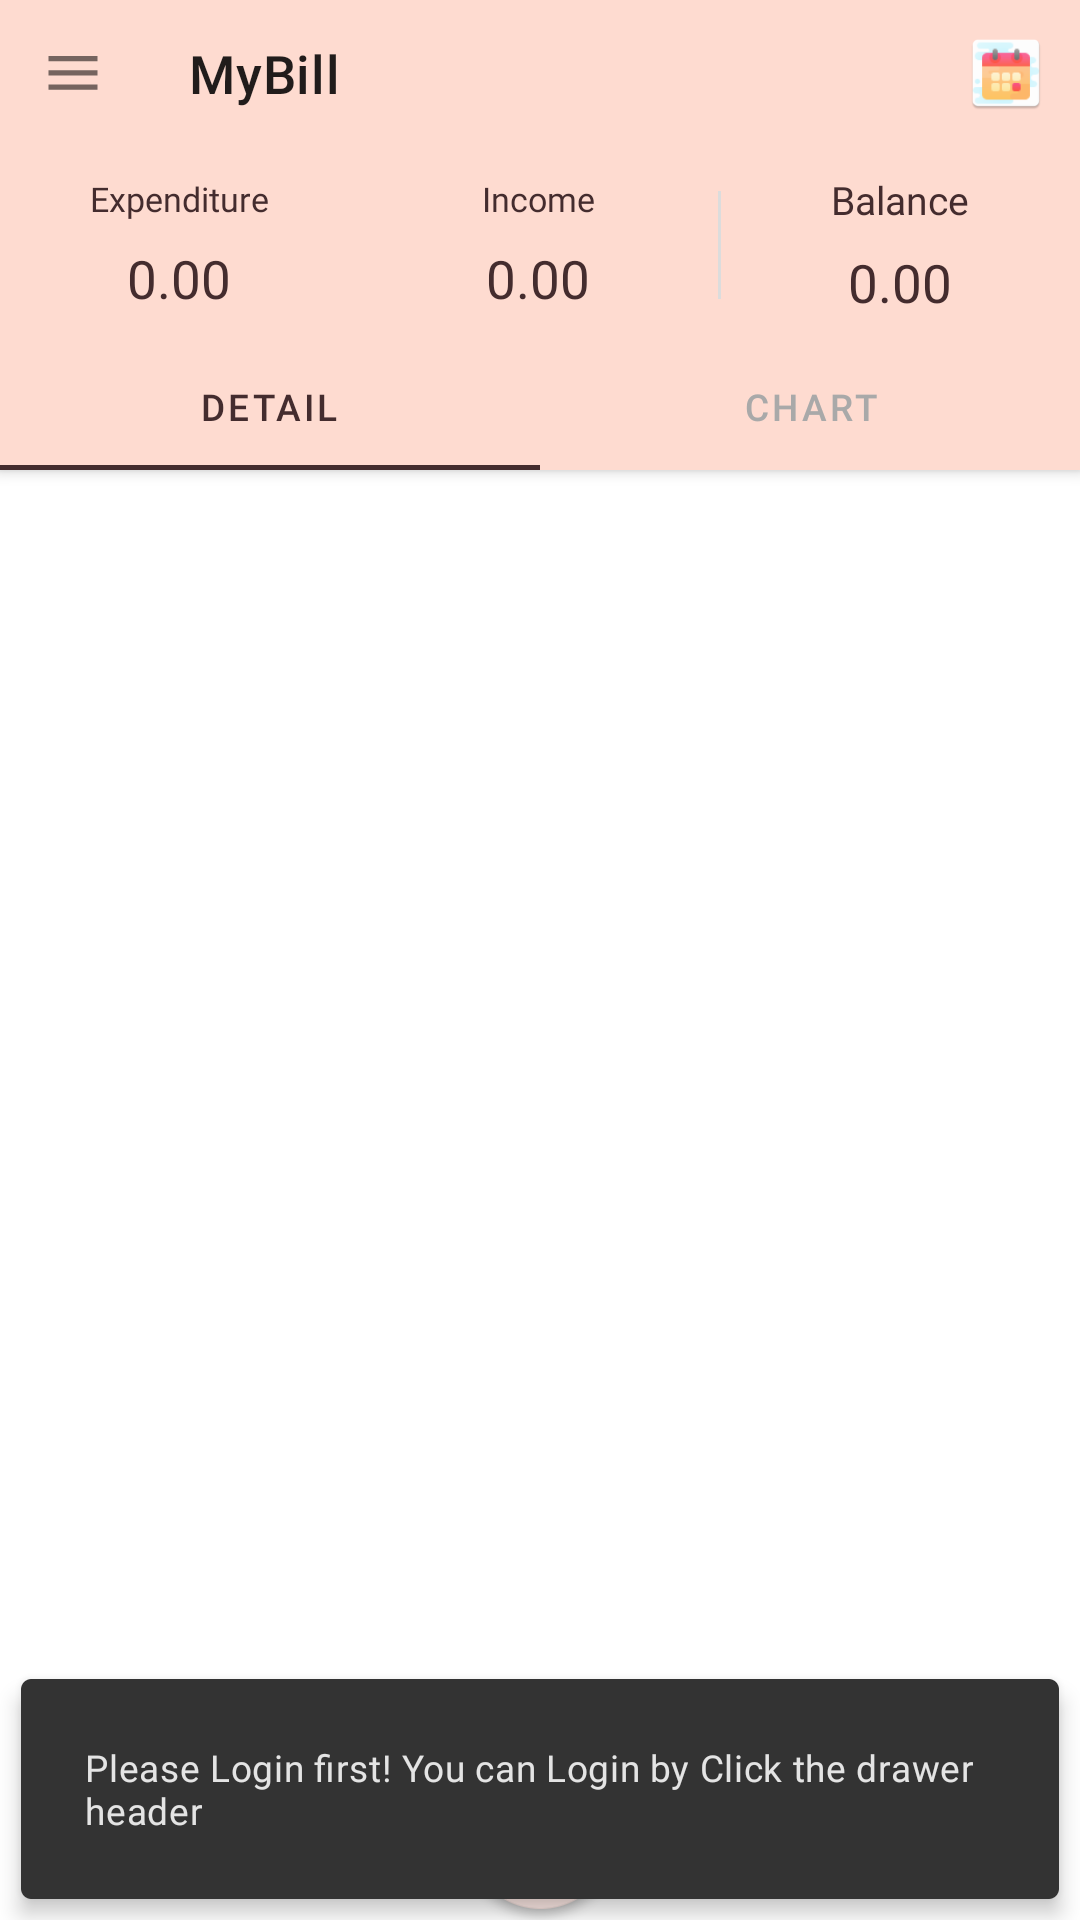 MyBill
Expenditure
Income
Balance
0.00
0.00
0.00
DETAIL
CHART
Please Login first! You can Login by Click the drawer
header